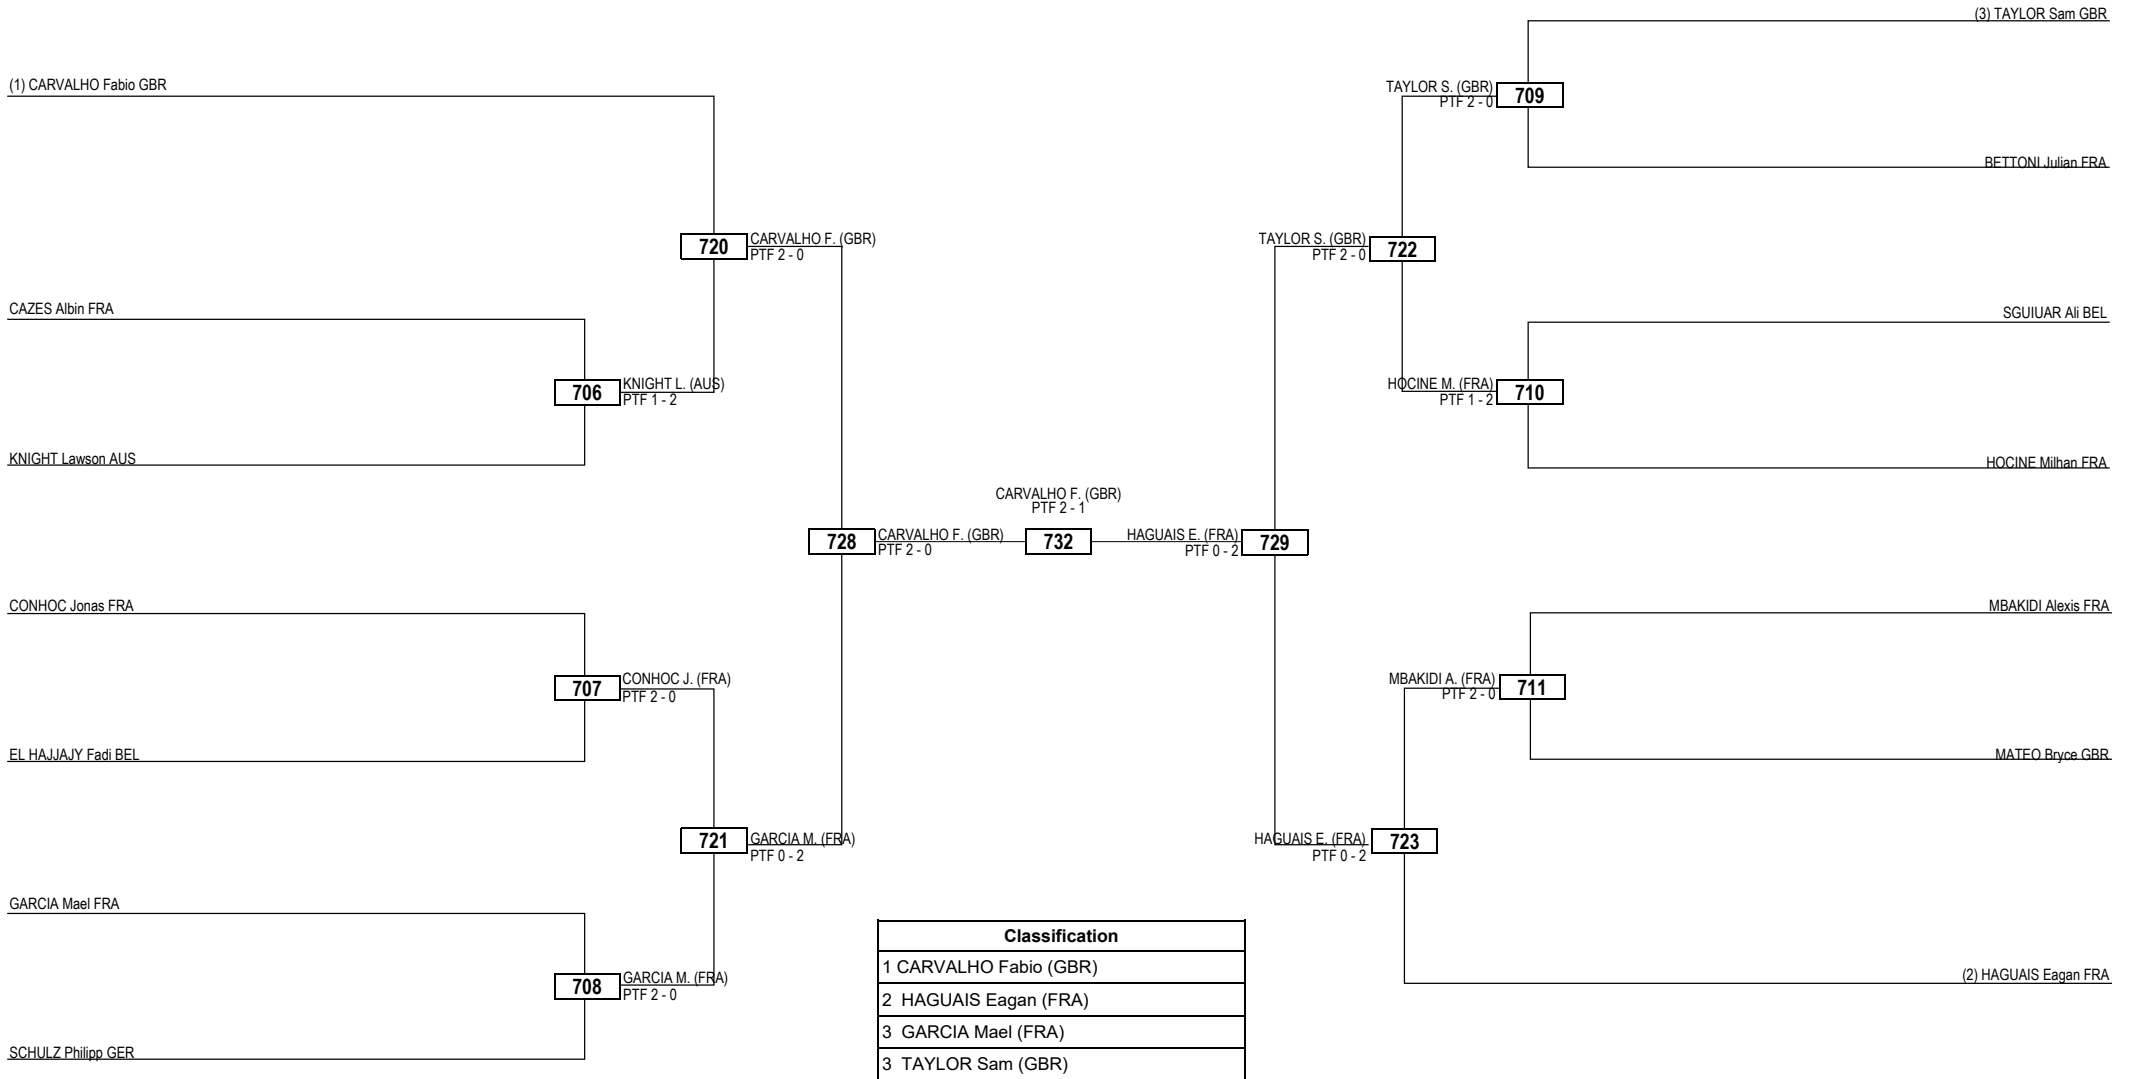 (3) TAYLOR Sam GBR
(1) CARVALHO Fabio GBR
TAYLOR S. (GBR)
PTF 2 - 0
709
BETTONI Julian FRA
720
CARVALHO F. (GBR)
PTF 2 - 0
TAYLOR S. (GBR)
PTF 2 - 0
722
CAZES Albin FRA
SGUIUAR Ali BEL
706
KNIGHT L. (AUS)
PTF 1 - 2
HOCINE M. (FRA)
PTF 1 - 2
710
KNIGHT Lawson AUS
HOCINE Milhan FRA
CARVALHO F. (GBR)
PTF 2 - 1
728
CARVALHO F. (GBR)
PTF 2 - 0
732
HAGUAIS E. (FRA)
PTF 0 - 2
729
CONHOC Jonas FRA
MBAKIDI Alexis FRA
707
CONHOC J. (FRA)
PTF 2 - 0
MBAKIDI A. (FRA)
PTF 2 - 0
711
EL HAJJAJY Fadi BEL
MATEO Bryce GBR
721
GARCIA M. (FRA)
PTF 0 - 2
HAGUAIS E. (FRA)
PTF 0 - 2
723
GARCIA Mael FRA
(2) HAGUAIS Eagan FRA
708
GARCIA M. (FRA)
PTF 2 - 0
SCHULZ Philipp GER
Classification
1 CARVALHO Fabio (GBR)
2 HAGUAIS Eagan (FRA)
3 GARCIA Mael (FRA)
3 TAYLOR Sam (GBR)